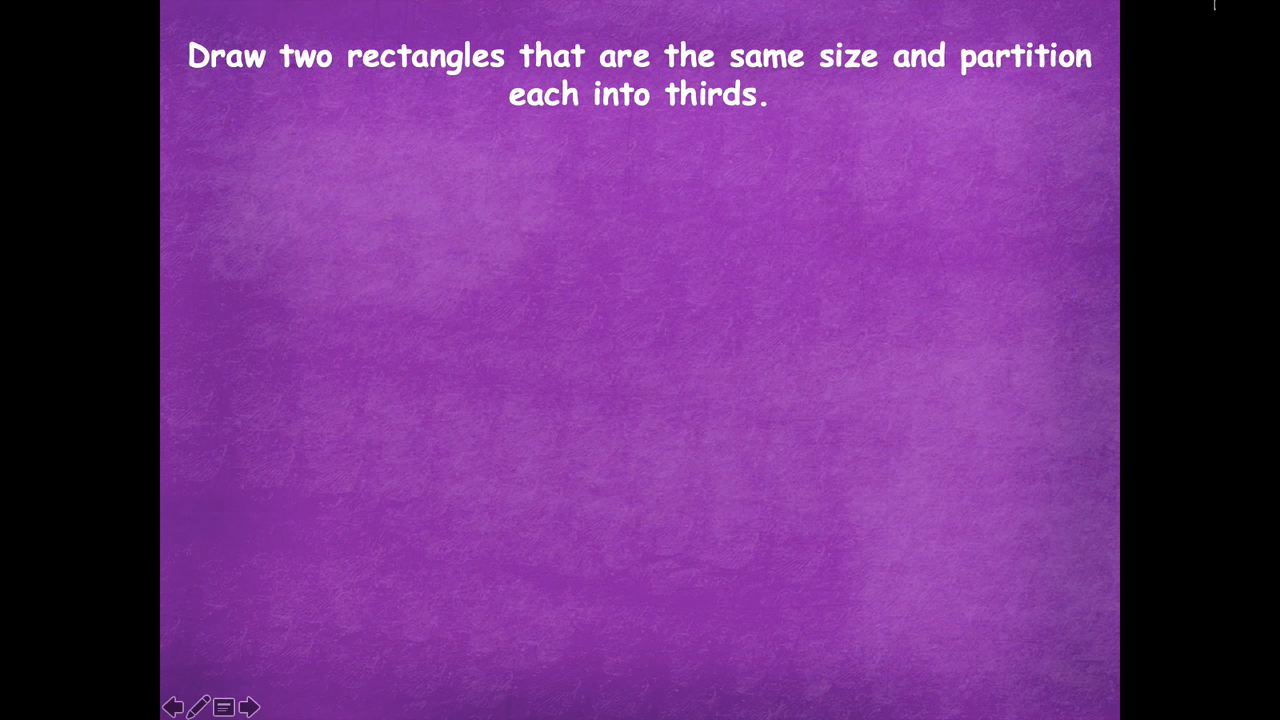 Draw two rectangles that are the same size and partition
each into thirds.